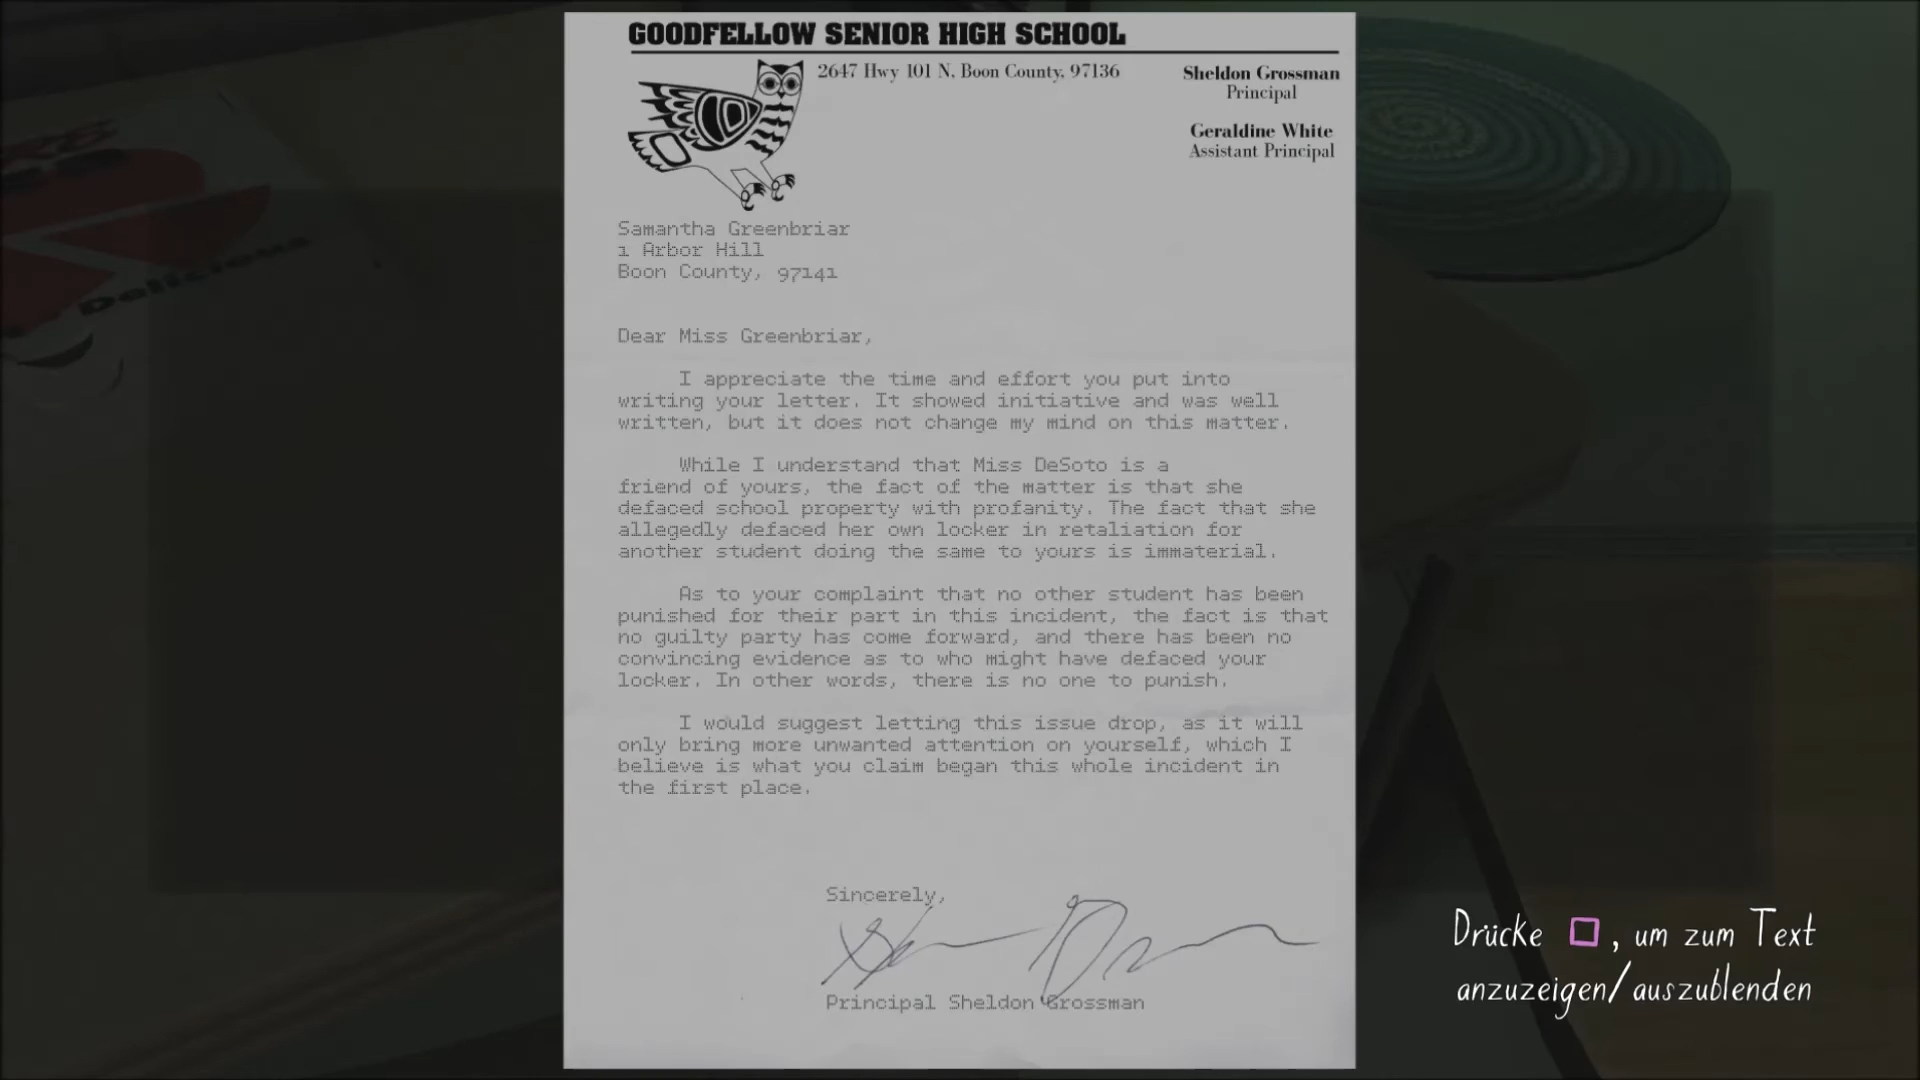 GOODFELLOW SENIOR HIGH SCHOOL
2647 Hwy 101 N, Boon County, 97136
Sheldon Grossman
Principal
Geraldine White
Assistant Principal
Samantha Greenbriar
1 Arbor Hill
Boon County, 97141
Dear Miss Greenbriar,
I appreciate the time and effort you put into
writing your letter. It showed initiative and was well
written, but it does not change my mind on this matter.
While I understand that Miss DeSoto is a
friend of yours, the fact of the matter is that she
defaced school property with profanity. The fact that she
allegedly defaced her own locker in retaliation for
another student doing the same to yours is immaterial.
As to your complaint that no other student has been
punished for their part in this incident, the fact is that
no guilty party has come forward, and there has been no
convincing evidence as to who might have defaced your
locker. In other words, there is no one to punish.
I would suggest letting this issue drop, as it will
only bring more unwanted attention on yourself, which I
believe is what you claim began this whole incident in
the first place.
Sincerely,
Principal Sheldon Grossman
Delicious
Drücke □, um zum Text
anzuzeigen/auszublenden